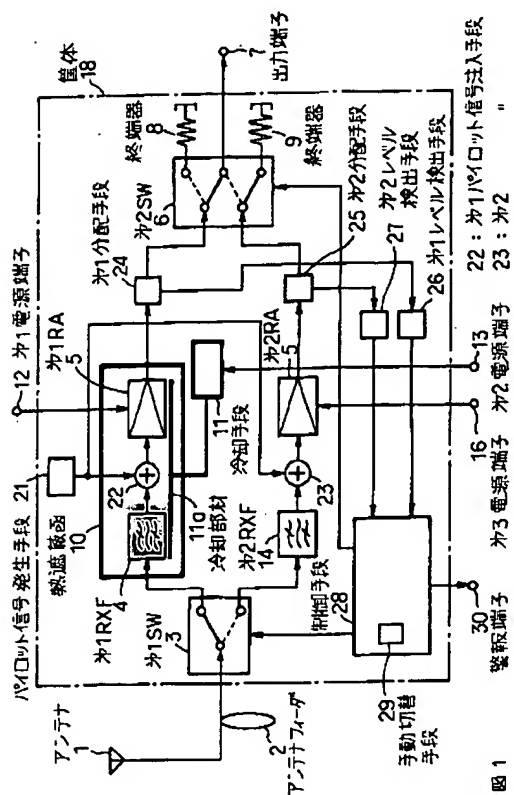 パイロット信号発生手段
21
12 第1電源端子
筐体
18
熱遮蔽函
10
第1RA
5
第1分配手段
24
第2SW
6
終端器
8
7
出力端子
アンテナ
1
2
アンテナフィーダ
第1SW
3
第1RXF
4
22
11a
冷却部材
11
冷却手段
第2RXF
14
23
第2RA
5
25 第2分配手段
9
終端器
27
第2レベル
検出手段
26 第1レベル検出手段
制御手段
28
29
手動切替
手段
30
警報端子
16
第3電源端子
13
第2電源端子
22:第1パイロット信号注入手段
23:第2 〃
図1